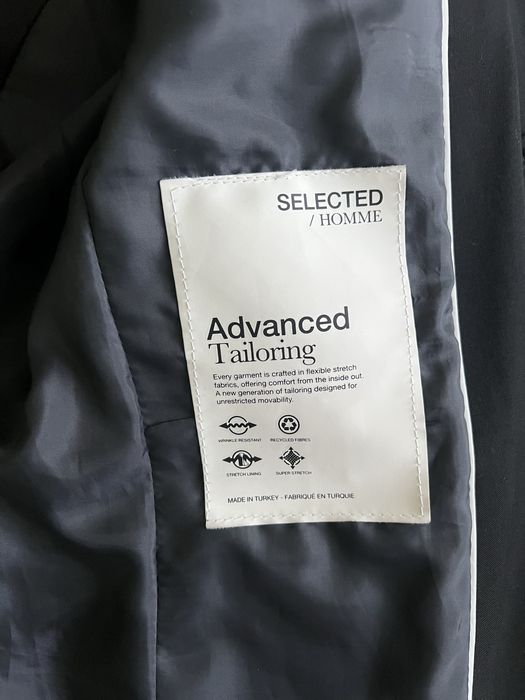 SELECTED
/ HOMME
Advanced
Tailoring
Every garment is crafted in flexible stretch
fabrics, offering comfort from the inside out.
A new generation of tailoring designed for
unrestricted movability.
WRINKLE RESISTANT RECYCLED FIBRES
STRETCH LINING SUPER STRETCH
MADE IN TURKEY - FABRIQUÉ EN TURQUIE